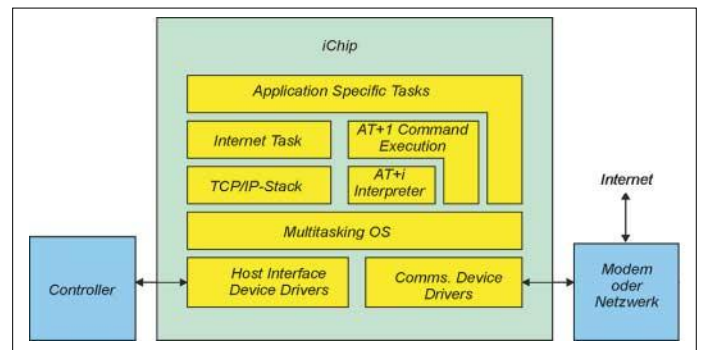 iChip
Application Specific Tasks
Internet Task
AT+1 Command
Execution
TCP/IP-Stack
AT+i
Interpreter
Internet
Multitasking OS
Controller
Host Interface
Device Drivers
Comms. Device
Drivers
Modem
oder
Netzwerk